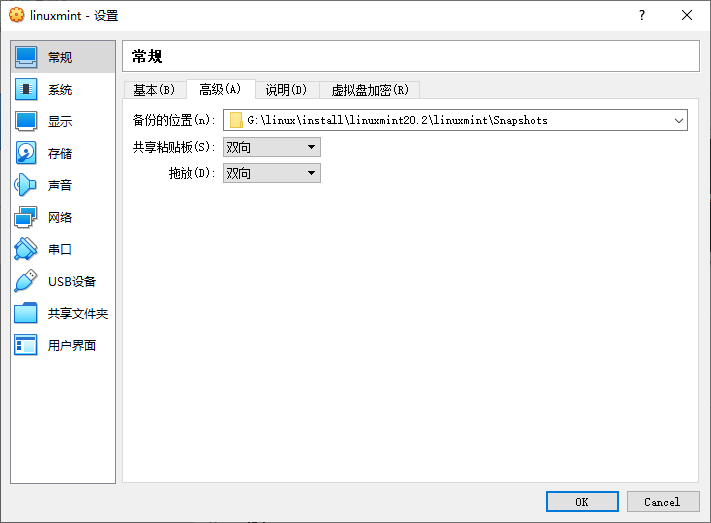 linuxmint - 设置
?
常规
系统
显示
存储
声音
网络
串口
USB设备
共享文件夹
用户界面
常规
基本(B) 高级(A) 说明(D) 虚拟盘加密(R)
备份的位置(n): G:\linux\install\linuxmint20.2\linuxmint\Snapshots
共享粘贴板(S): 双向
拖放(D): 双向
OK Cancel